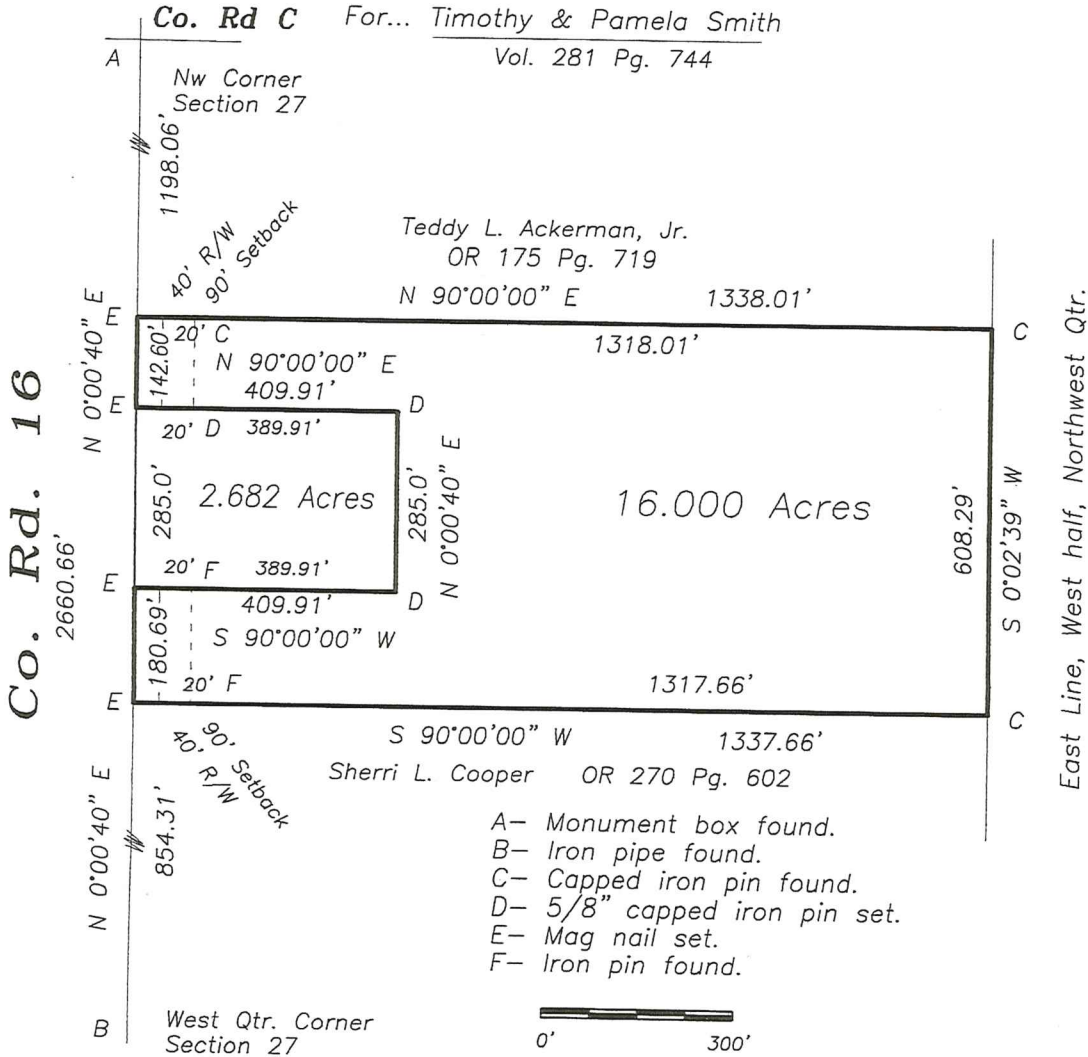 Co. Rd C
For... Timothy & Pamela Smith
Vol. 281 Pg. 744
A
Nw Corner
Section 27
1198.06'
40' R/W
90' Setback
Teddy L. Ackerman, Jr.
OR 175 Pg. 719
N 90°00'00" E
1338.01'
E
20' C
1318.01'
C
N 0°00'40" E
142.60'
N 90°00'00" E
409.91'
E
D
20' D
389.91'
Co. Rd. 16
2660.66'
285.0'
2.682 Acres
285.0'
N 0°00'40" E
16.000 Acres
608.29'
S 0°02'39" W
East Line, West half, Northwest Qtr.
20' F
389.91'
E
409.91'
D
180.69'
S 90°00'00" W
20' F
1317.66'
E
C
S 90°00'00" W
1337.66'
90' Setback
40' R/W
Sherri L. Cooper
OR 270 Pg. 602
N 0°00'40" E
854.31'
A– Monument box found.
B– Iron pipe found.
C– Capped iron pin found.
D– 5/8" capped iron pin set.
E– Mag nail set.
F– Iron pin found.
B
West Qtr. Corner
Section 27
0'
300'